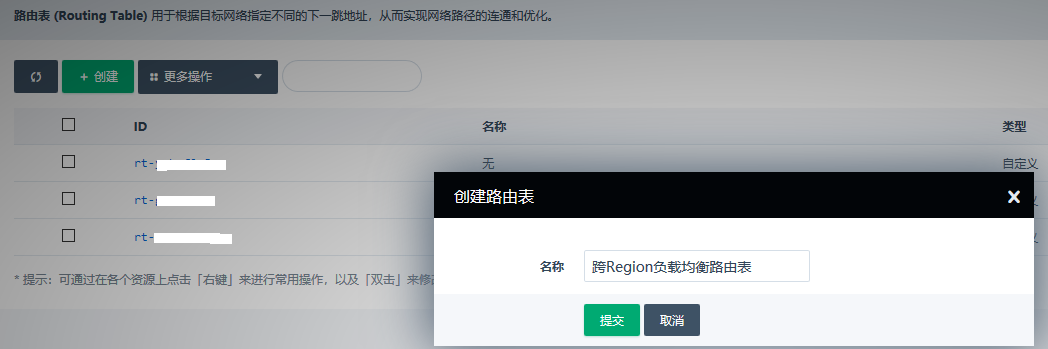 路由表 (Routing Table) 用于根据目标网络指定不同的下一跳地址，从而实现网络路径的连通和优化。
+ 创建 更多操作
ID 名称 类型
rt- 无 自定义
rt-
rt-
* 提示：可通过在各个资源上点击「右键」来进行常用操作，以及「双击」来修
创建路由表
名称 跨Region负载均衡路由表
提交 取消